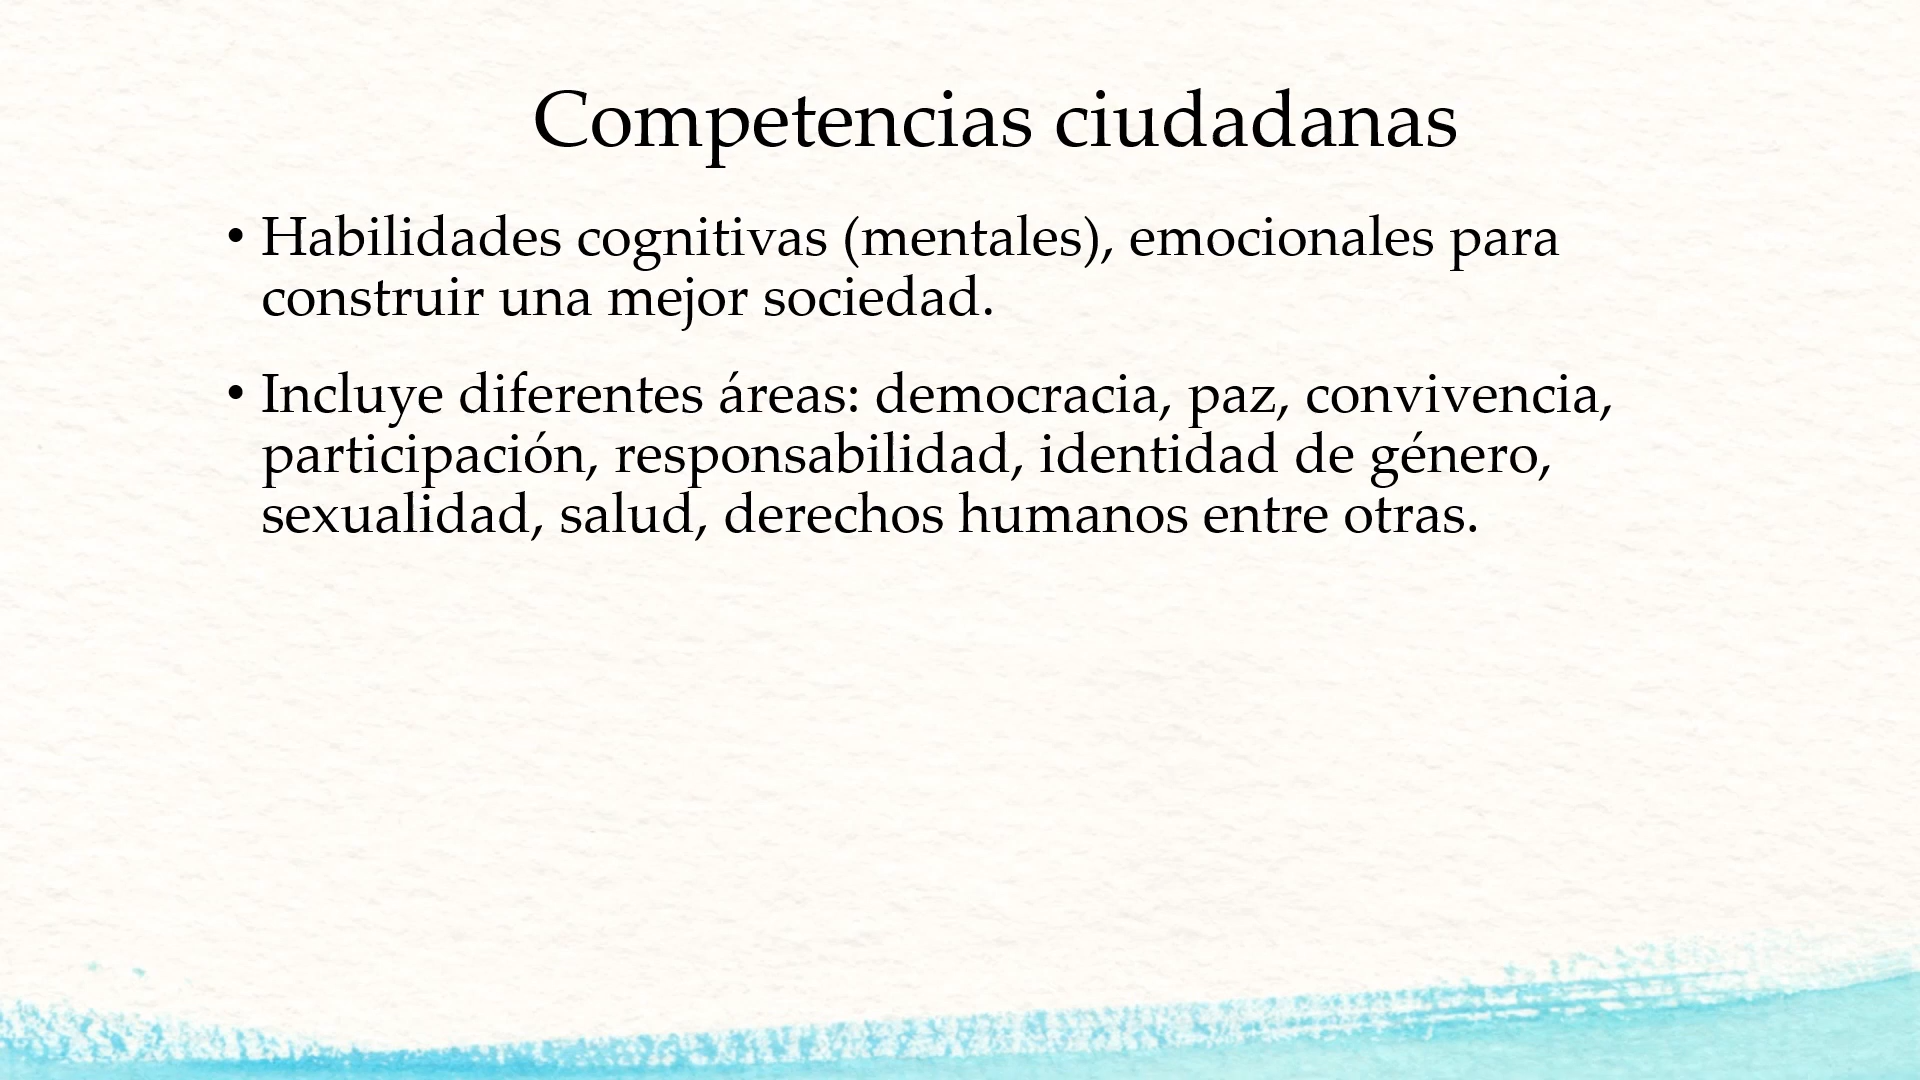 Competencias ciudadanas
• Habilidades cognitivas (mentales), emocionales para
construir una mejor sociedad.
• Incluye diferentes áreas: democracia, paz, convivencia,
participación, responsabilidad, identidad de género,
sexualidad, salud, derechos humanos entre otras.